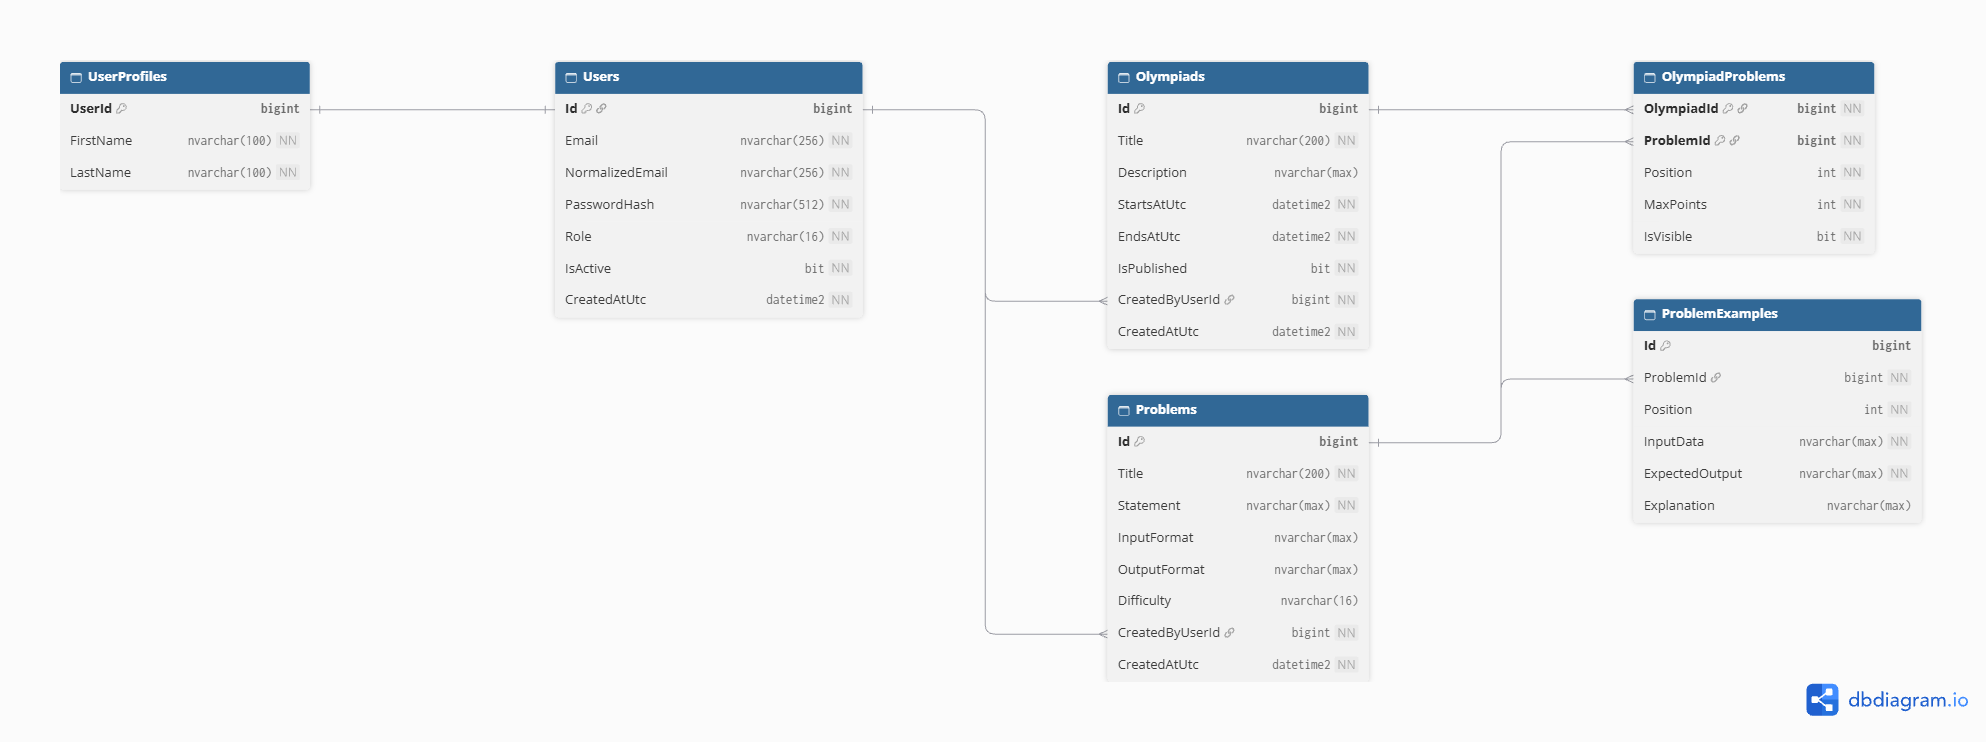 UserProfiles
UserId bigint
FirstName nvarchar(100) NN
LastName nvarchar(100) NN
Users
Id bigint
Email nvarchar(256) NN
NormalizedEmail nvarchar(256) NN
PasswordHash nvarchar(512) NN
Role nvarchar(16) NN
IsActive bit NN
CreatedAtUtc datetime2 NN
Olympiads
Id bigint
Title nvarchar(200) NN
Description nvarchar(max)
StartsAtUtc datetime2 NN
EndsAtUtc datetime2 NN
IsPublished bit NN
CreatedByUserId bigint NN
CreatedAtUtc datetime2 NN
Problems
Id bigint
Title nvarchar(200) NN
Statement nvarchar(max) NN
InputFormat nvarchar(max)
OutputFormat nvarchar(max)
Difficulty nvarchar(16)
CreatedByUserId bigint NN
CreatedAtUtc datetime2 NN
OlympiadProblems
OlympiadId bigint NN
ProblemId bigint NN
Position int NN
MaxPoints int NN
IsVisible bit NN
ProblemExamples
Id bigint
ProblemId bigint NN
Position int NN
InputData nvarchar(max) NN
ExpectedOutput nvarchar(max) NN
Explanation nvarchar(max)
dbdiagram.io